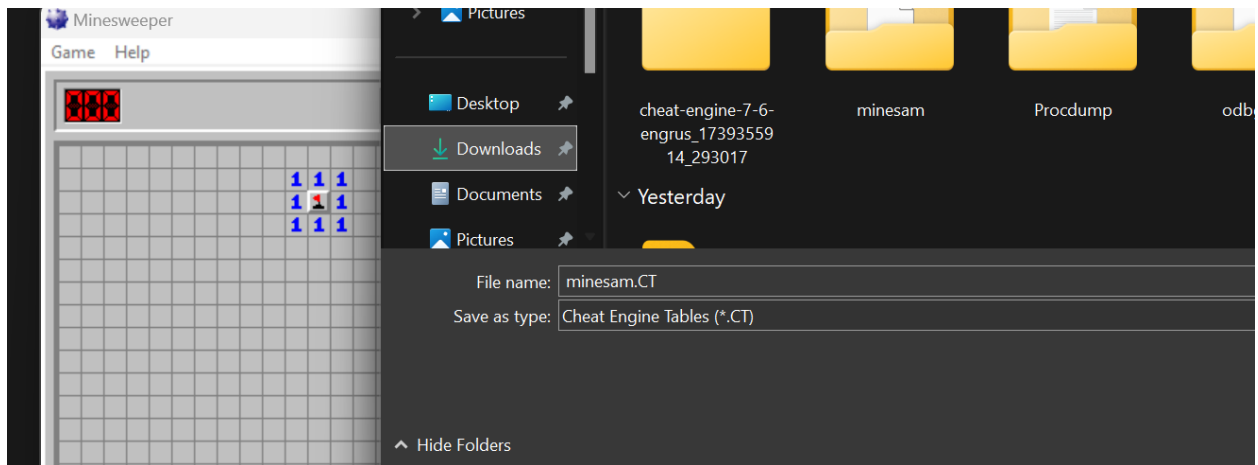 Minesweeper
Game Help
000
1 1 1
1 1
1 1 1
Pictures
Desktop
Downloads
Documents
Pictures
cheat-engine-7-6-
engrus_17393559
14_293017
minesam
Procdump
Yesterday
File name: minesam.CT
Save as type: Cheat Engine Tables (*.CT)
Hide Folders